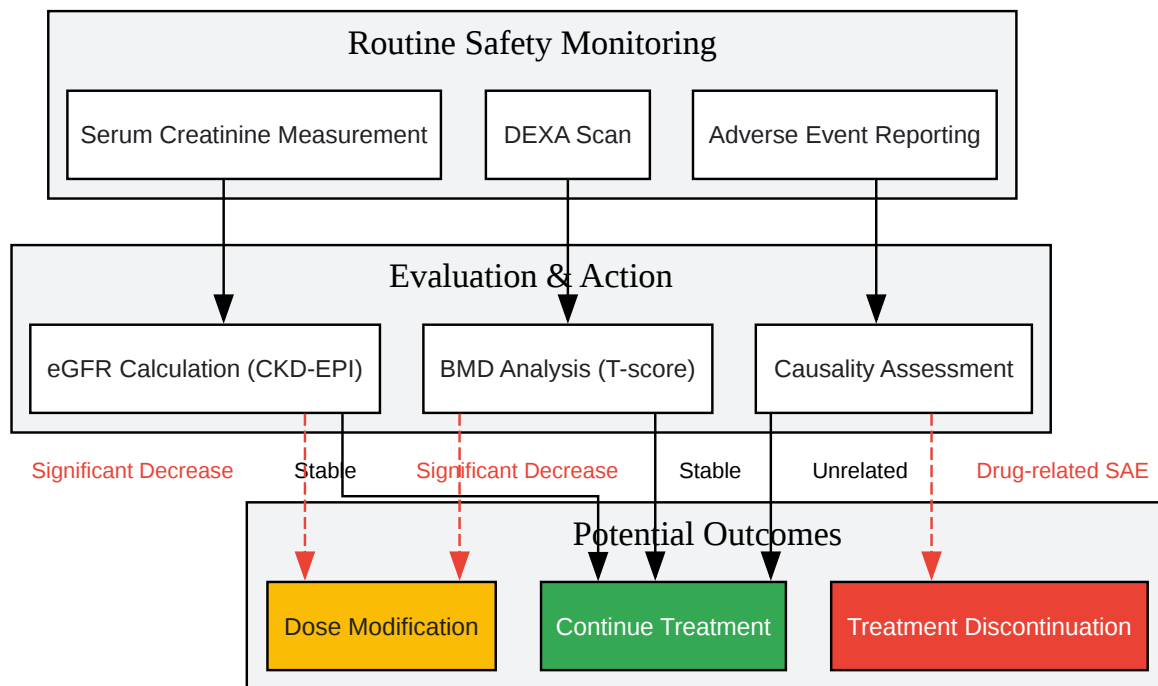 Routine Safety Monitoring
Serum Creatinine Measurement
DEXA Scan
Adverse Event Reporting
Evaluation & Action
eGFR Calculation (CKD-EPI)
BMD Analysis (T-score)
Causality Assessment
Significant Decrease
Stable
Significant Decrease
Stable
Unrelated
Drug-related SAE
Potential Outcomes
Dose Modification
Continue Treatment
Treatment Discontinuation